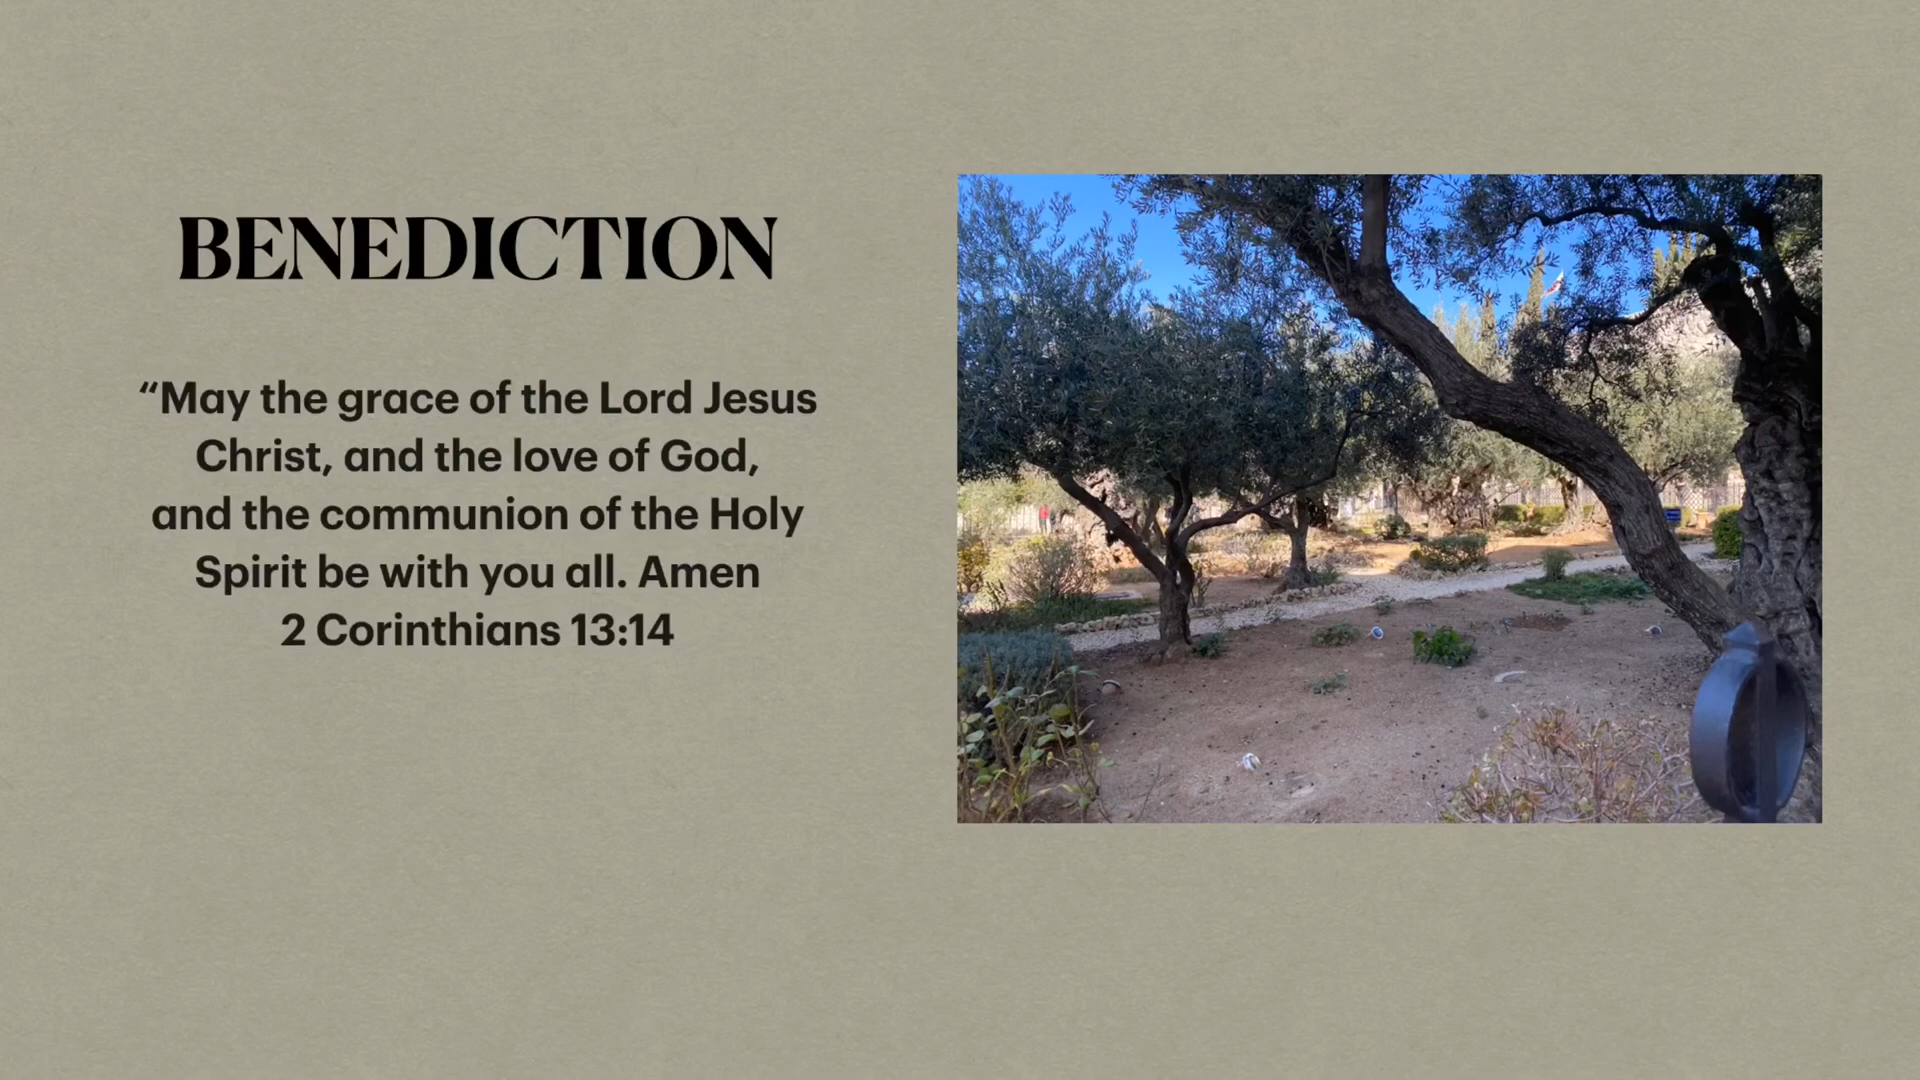 BENEDICTION
“May the grace of the Lord Jesus
Christ, and the love of God,
and the communion of the Holy
Spirit be with you all. Amen
2 Corinthians 13:14